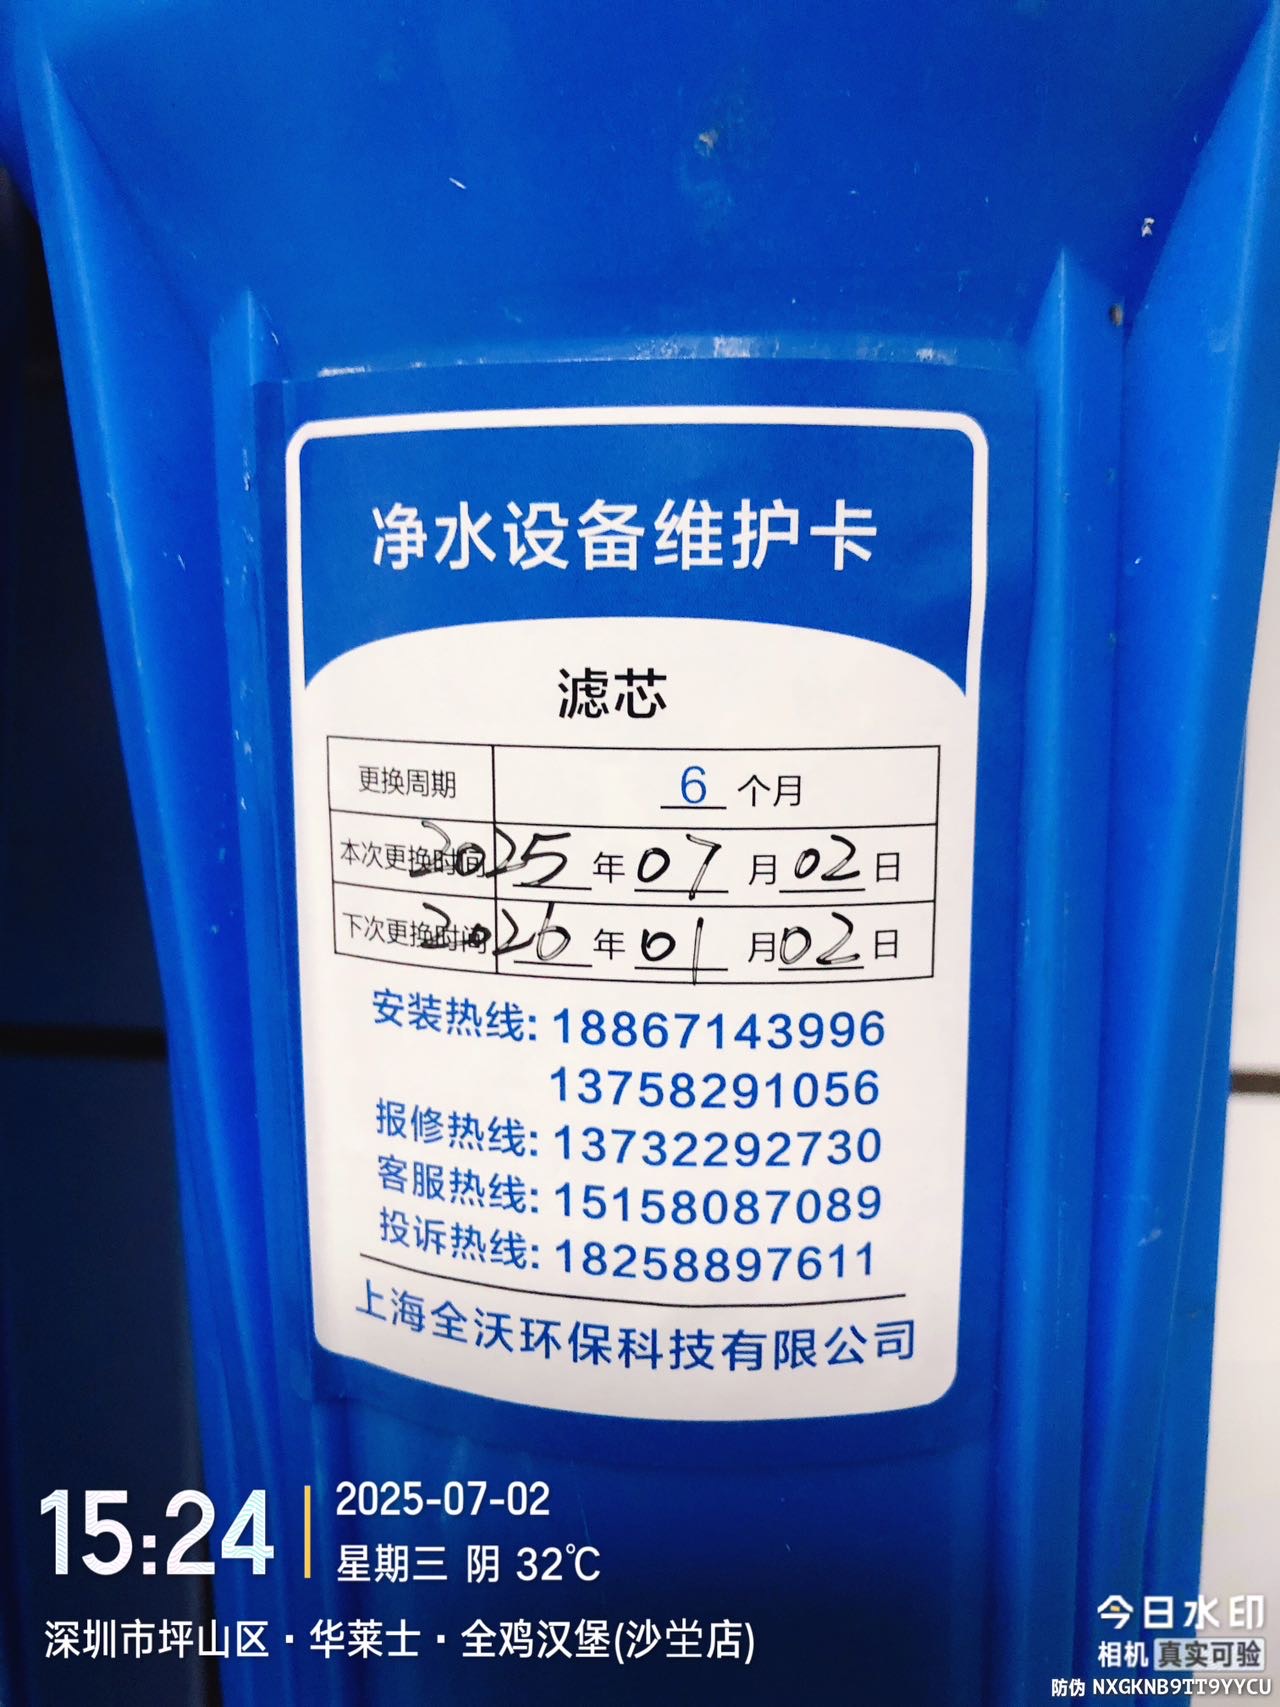 净水设备维护卡
滤芯
更换周期 6 个月
本次更换时间 2025 年 07 月 02 日
下次更换时间 2026 年 01 月 02 日
安装热线: 18867143996
13758291056
报修热线: 13732292730
客服热线: 15158087089
投诉热线: 18258897611
上海全沃环保科技有限公司
15:24
2025-07-02
星期三 阴 32℃
深圳市坪山区·华莱士·全鸡汉堡(沙坣店)
今日水印
相机 真实可验
防伪 NXGKNB9TT9YYCU